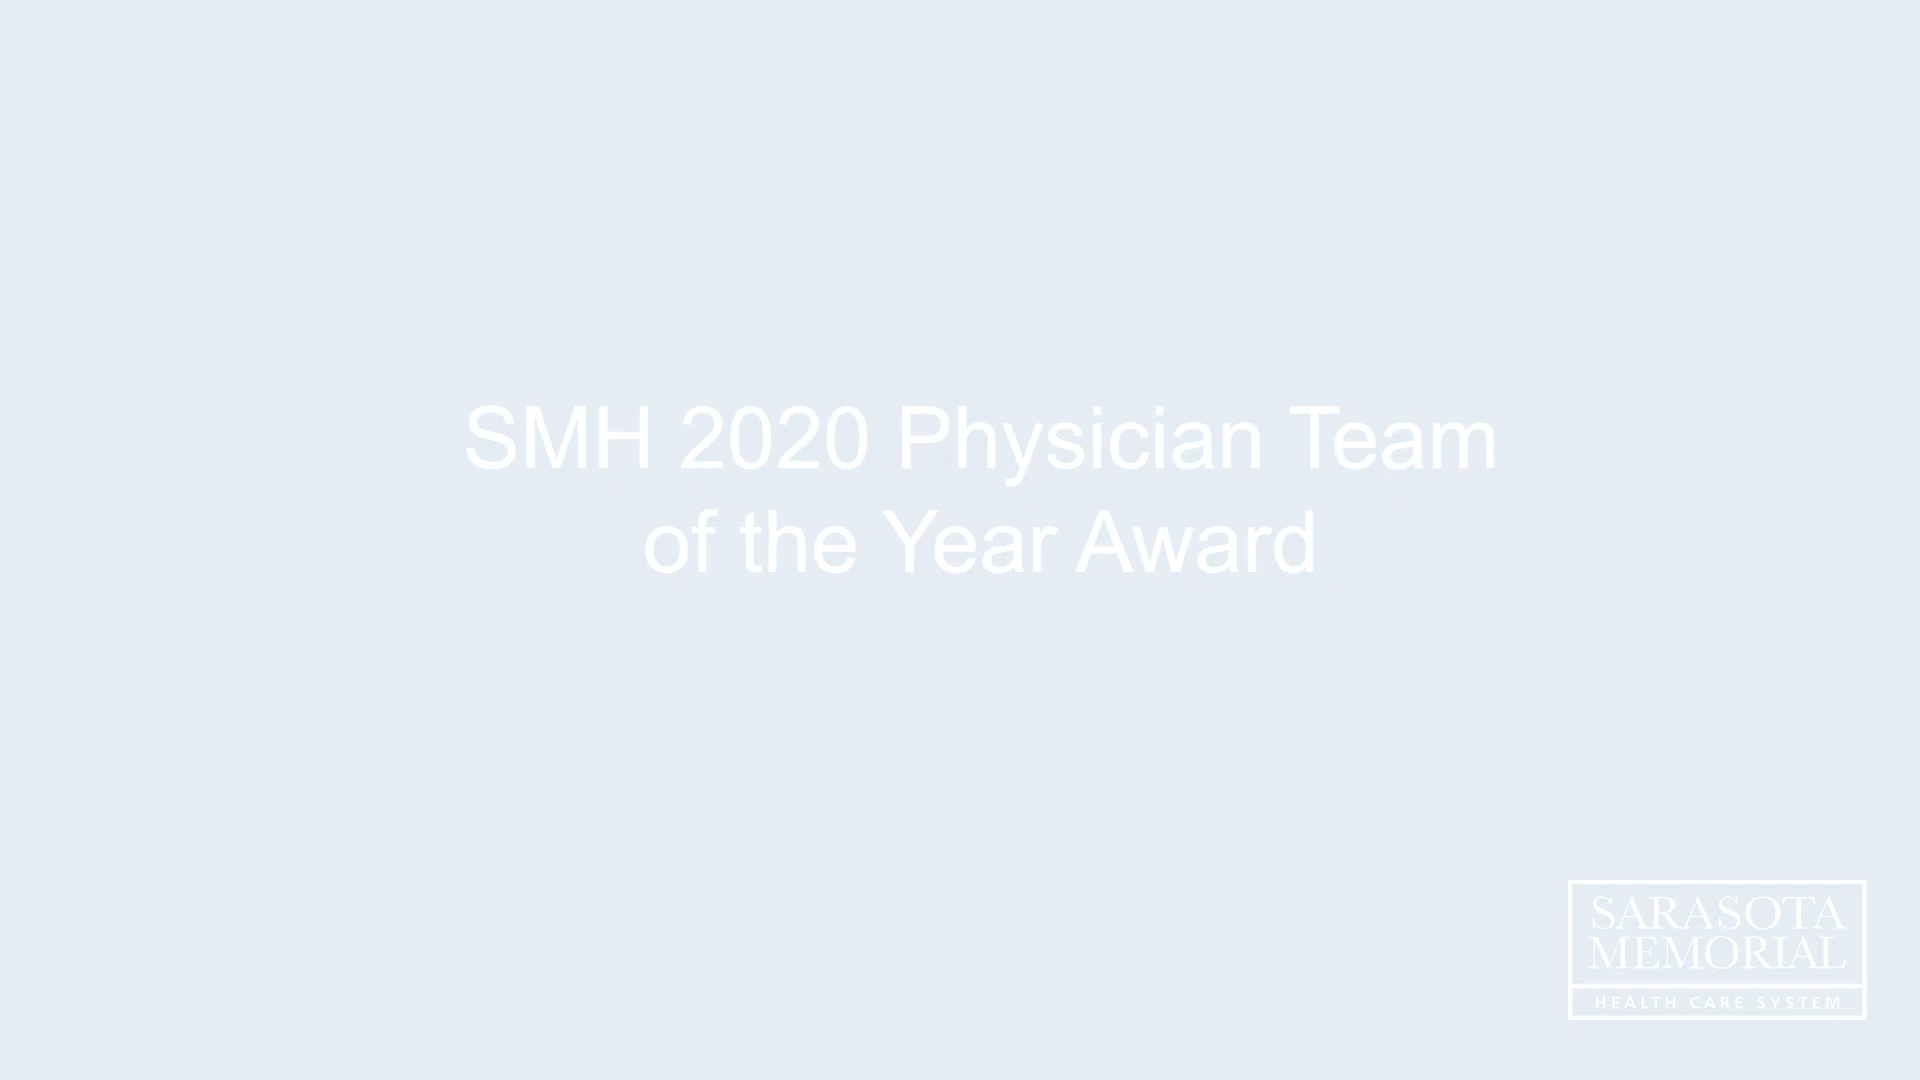 SMH 2020 Physician Team
of the Year Award
SARASOTA
MEMORIAL
HEALTH CARE SYSTEM